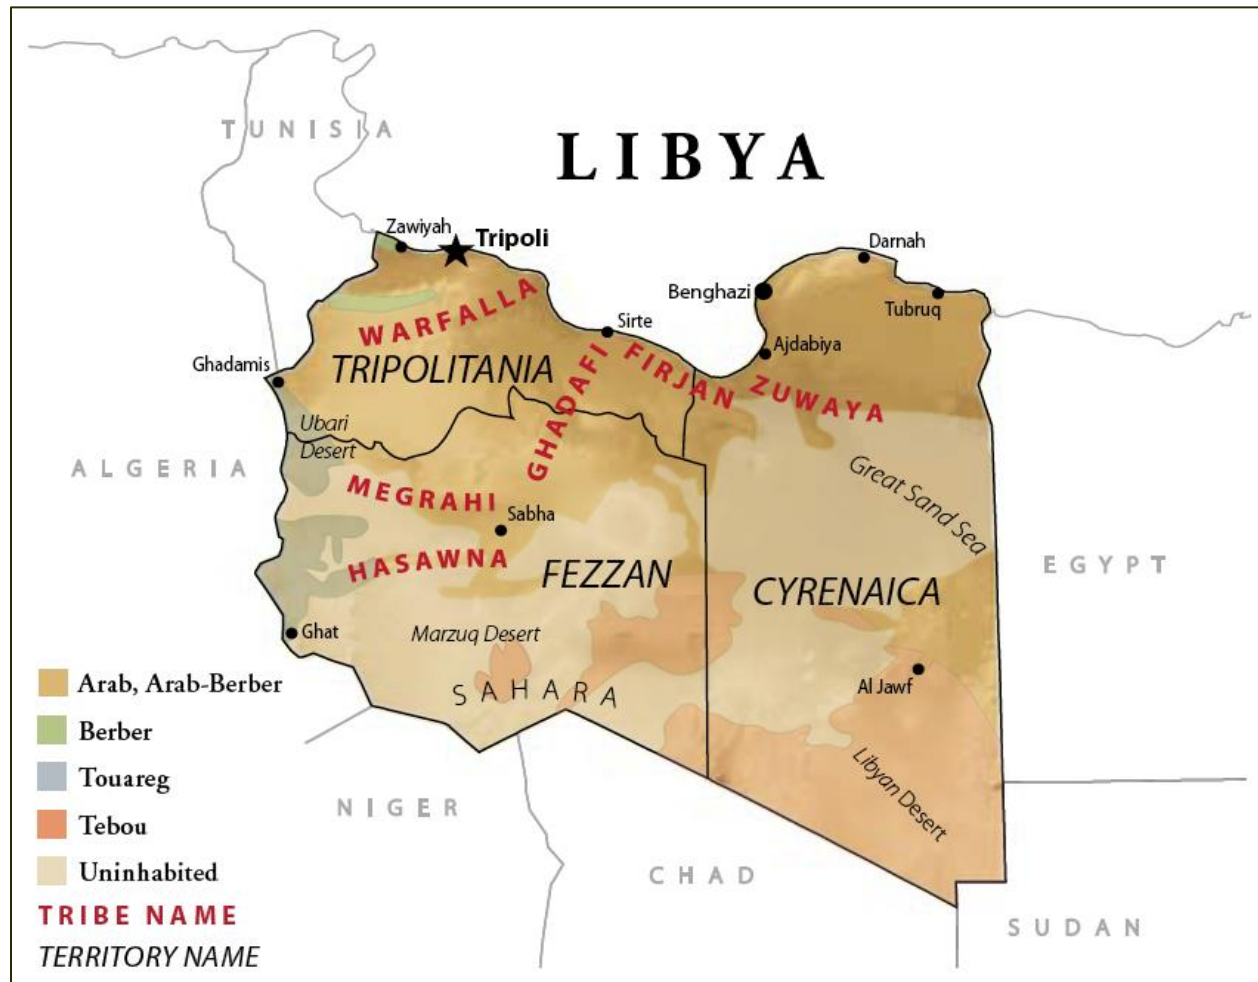 TUNISIA
LIBYA
Zawiyah
Tripoli
Darnah
Benghazi
Tubruq
WARFALLA
Sirte
Ajdabiya
Ghadamis
TRIPOLITANIA
GHADAFI
FIRJAN
ZUWAYA
Ubari
Desert
ALGERIA
MEGRAHI
Sabha
Great Sand Sea
HASAWNA
FEZZAN
CYRENAICA
EGYPT
Ghat
Marzuq Desert
SAHARA
Al Jawf
Libyan Desert
NIGER
CHAD
SUDAN
Arab, Arab-Berber
Berber
Touareg
Tebou
Uninhabited
TRIBE NAME
TERRITORY NAME